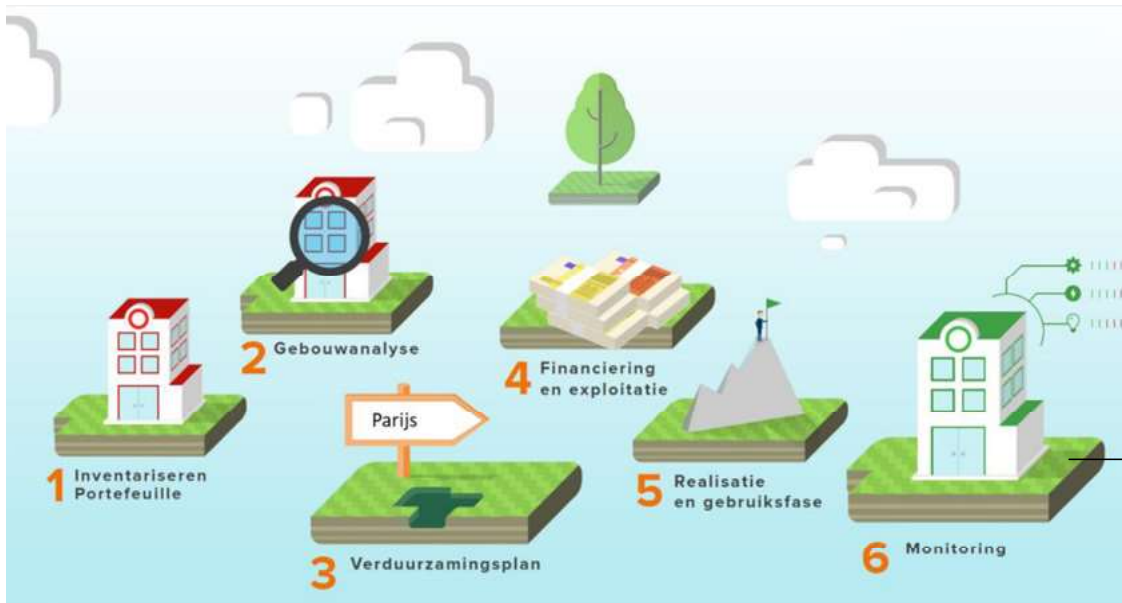 1 Inventariseren
Portefeuille
2 Gebouwanalyse
Parijs
3 Verduurzamingsplan
4 Financiering
en exploitatie
5 Realisatie
en gebruiksfase
6 Monitoring